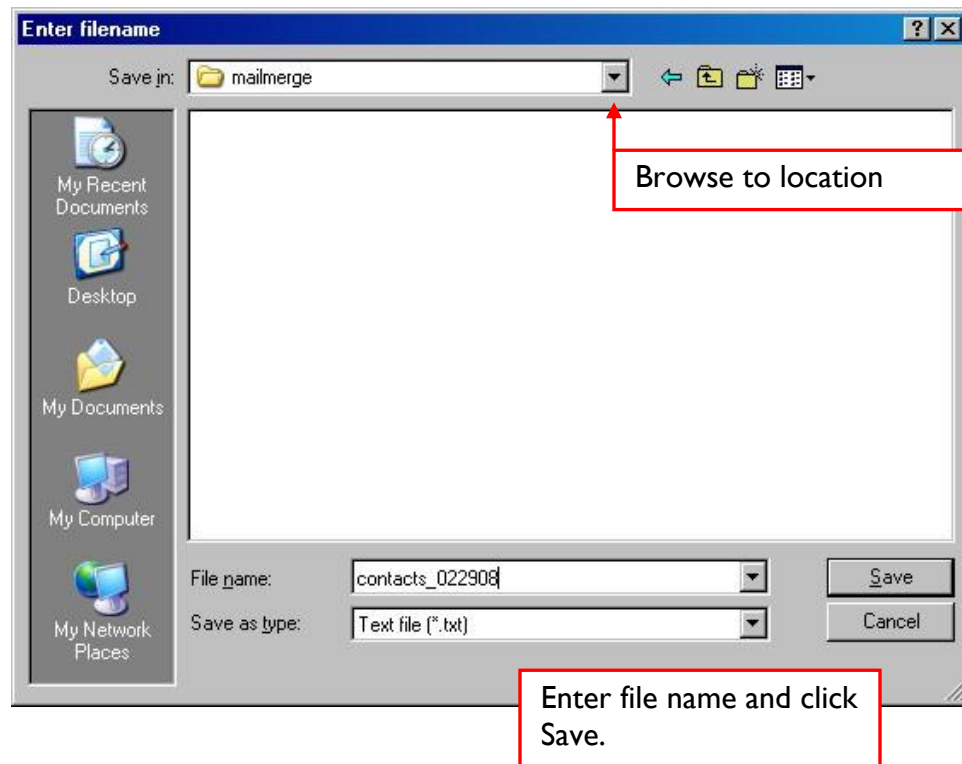 Enter filename
Save in: mailmerge
Browse to location
My Recent
Documents
Desktop
My Documents
My Computer
My Network
Places
File name: contacts_022908 Save
Save as type: Text file (*.txt) Cancel
Enter file name and click
Save.